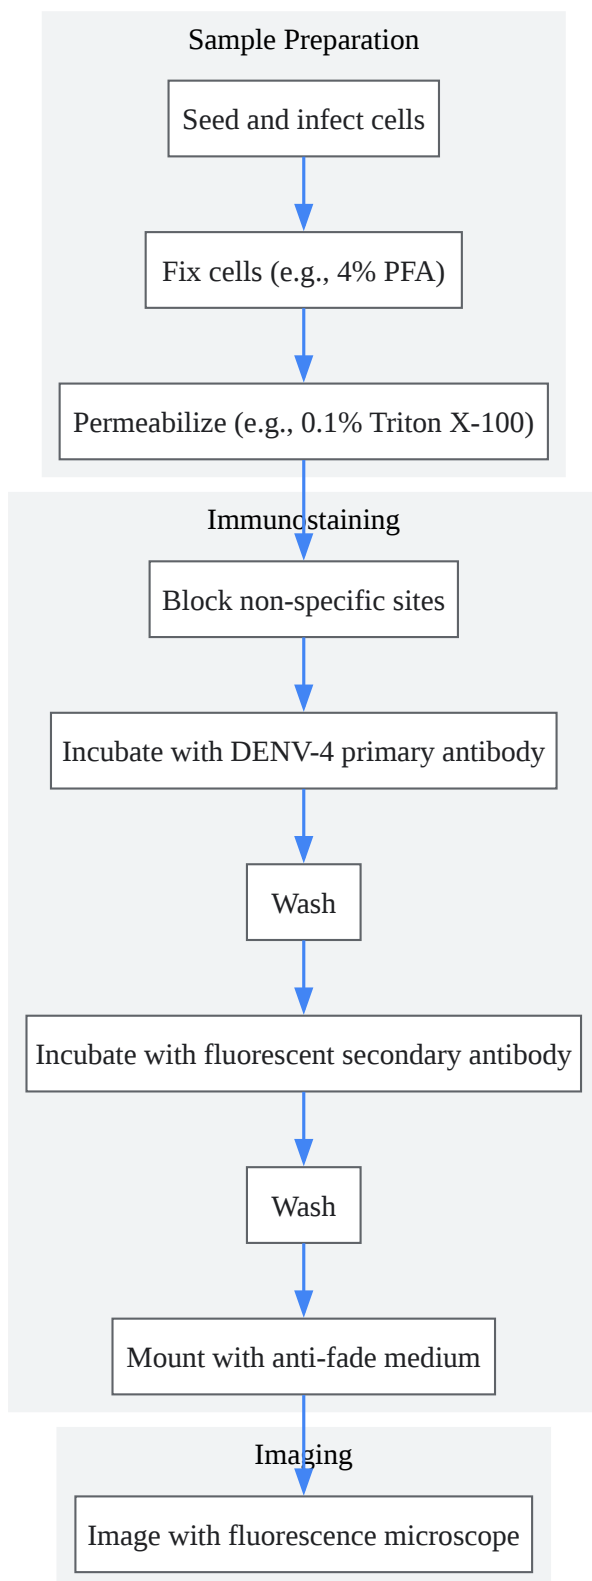 Sample Preparation
Seed and infect cells
Fix cells (e.g., 4% PFA)
Permeabilize (e.g., 0.1% Triton X-100)
Immunostaining
Block non-specific sites
Incubate with DENV-4 primary antibody
Wash
Incubate with fluorescent secondary antibody
Wash
Mount with anti-fade medium
Imaging
Image with fluorescence microscope